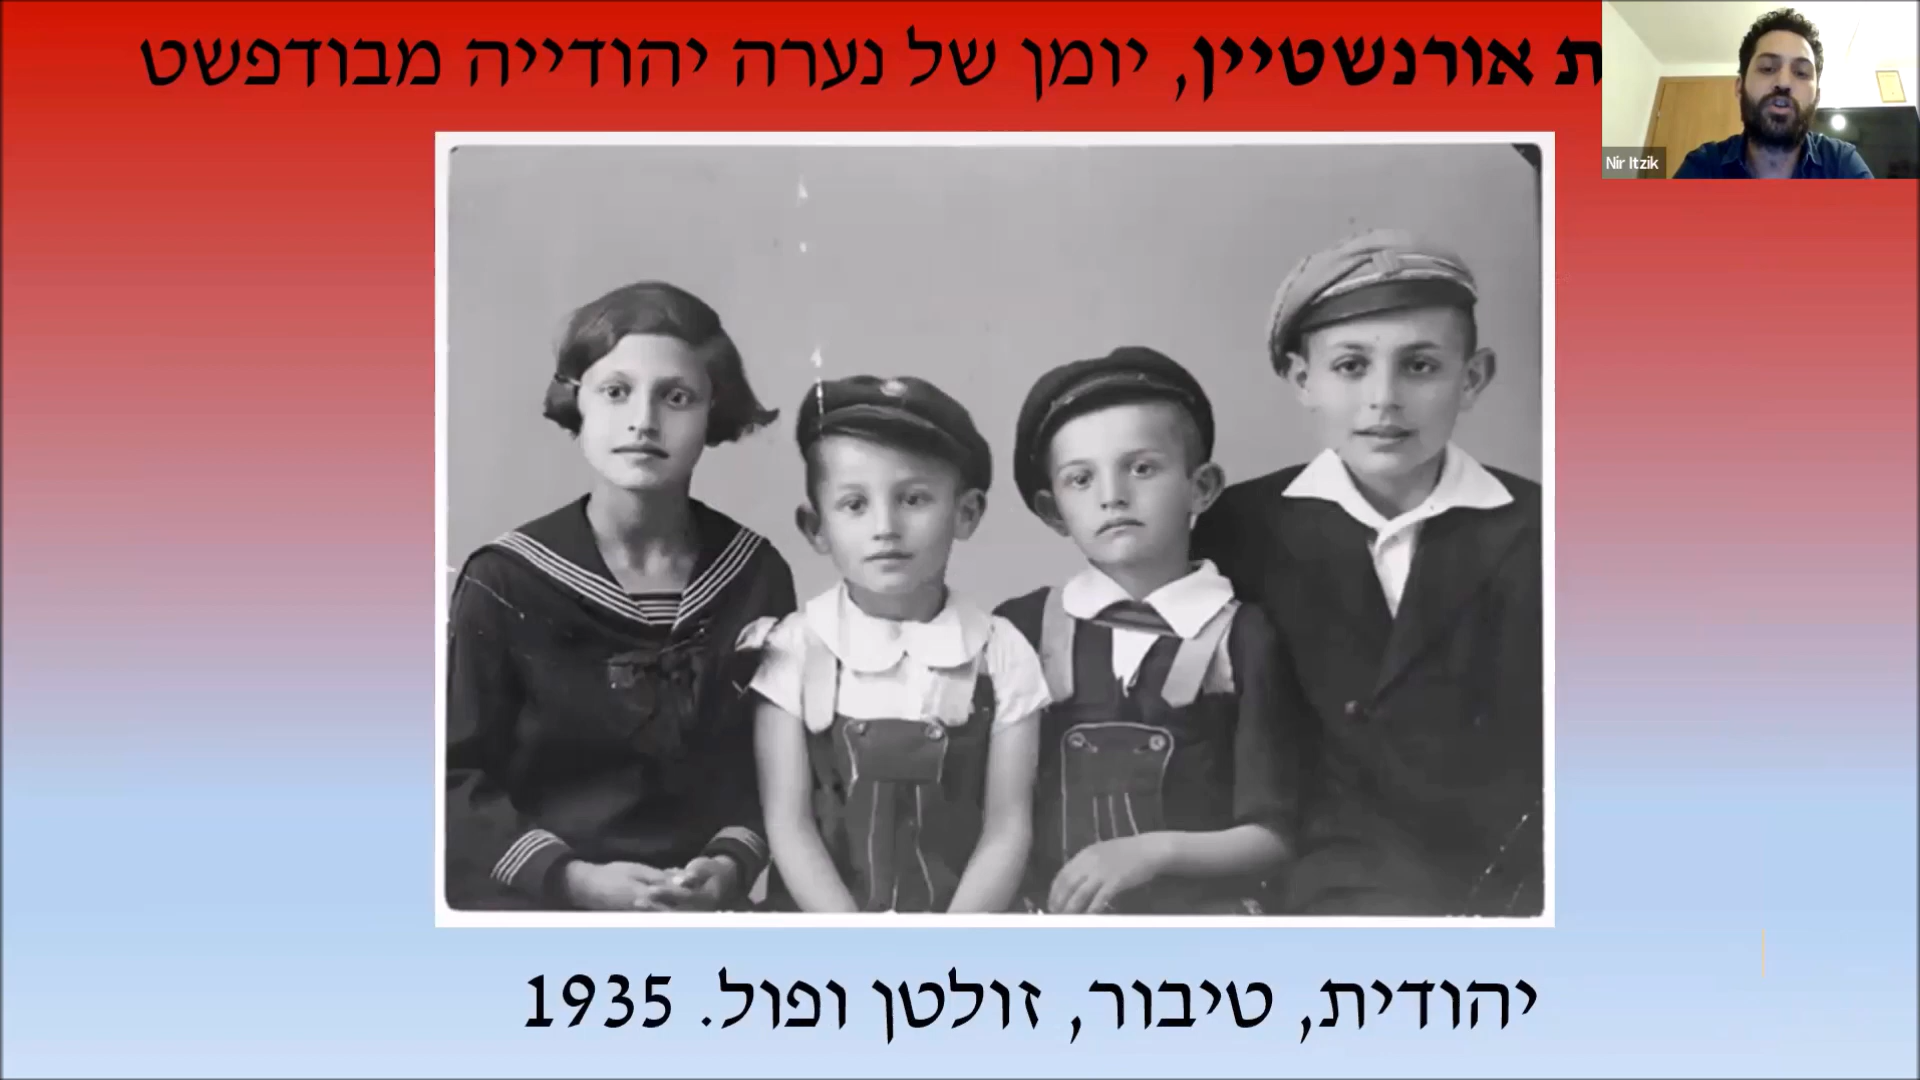 ת אורנשטיין, יומן של נערה יהודייה מבודפשט
Nir Itzik
יהודית, טיבור, זולטן ופול. 1935